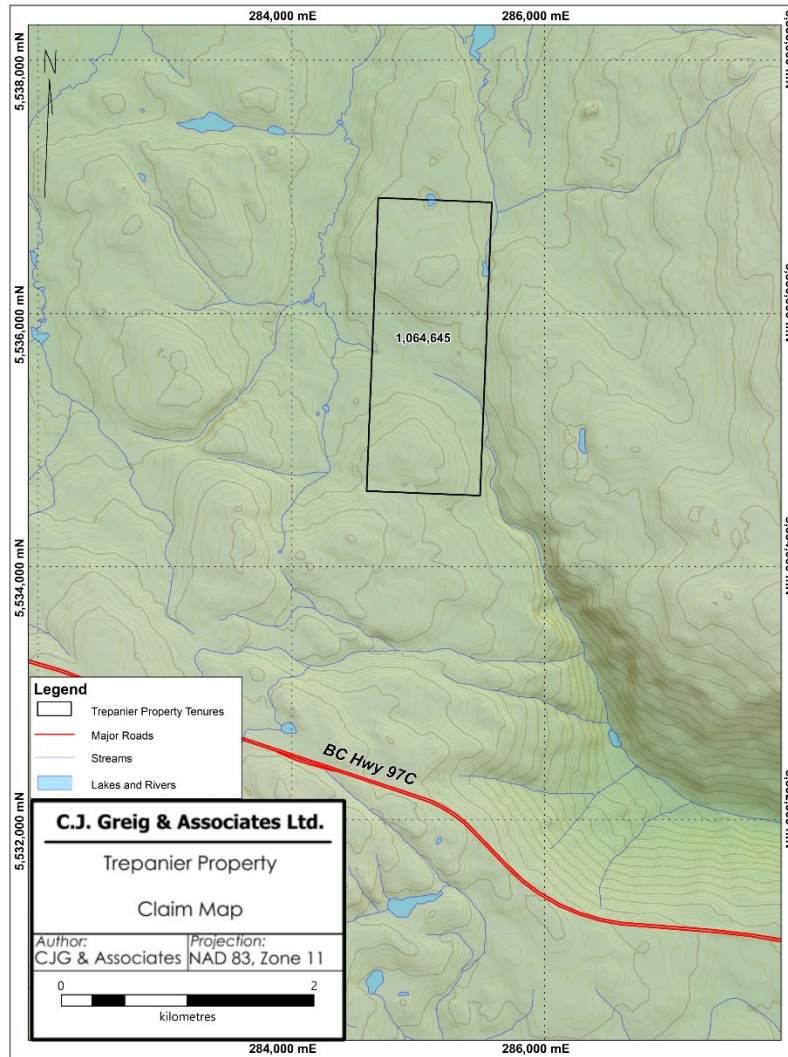 284,000 mE 286,000 mE
N
5,538,000 mN
5,536,000 mN
1,064,645
5,534,000 mN
Legend
Trepanier Property Tenures
Major Roads
Streams
Lakes and Rivers
BC Hwy 97C
5,532,000 mN
C.J. Greig & Associates Ltd.
Trepanier Property
Claim Map
Author:
CJG & Associates
Projection:
NAD 83, Zone 11
0 2
kilometres
284,000 mE 286,000 mE